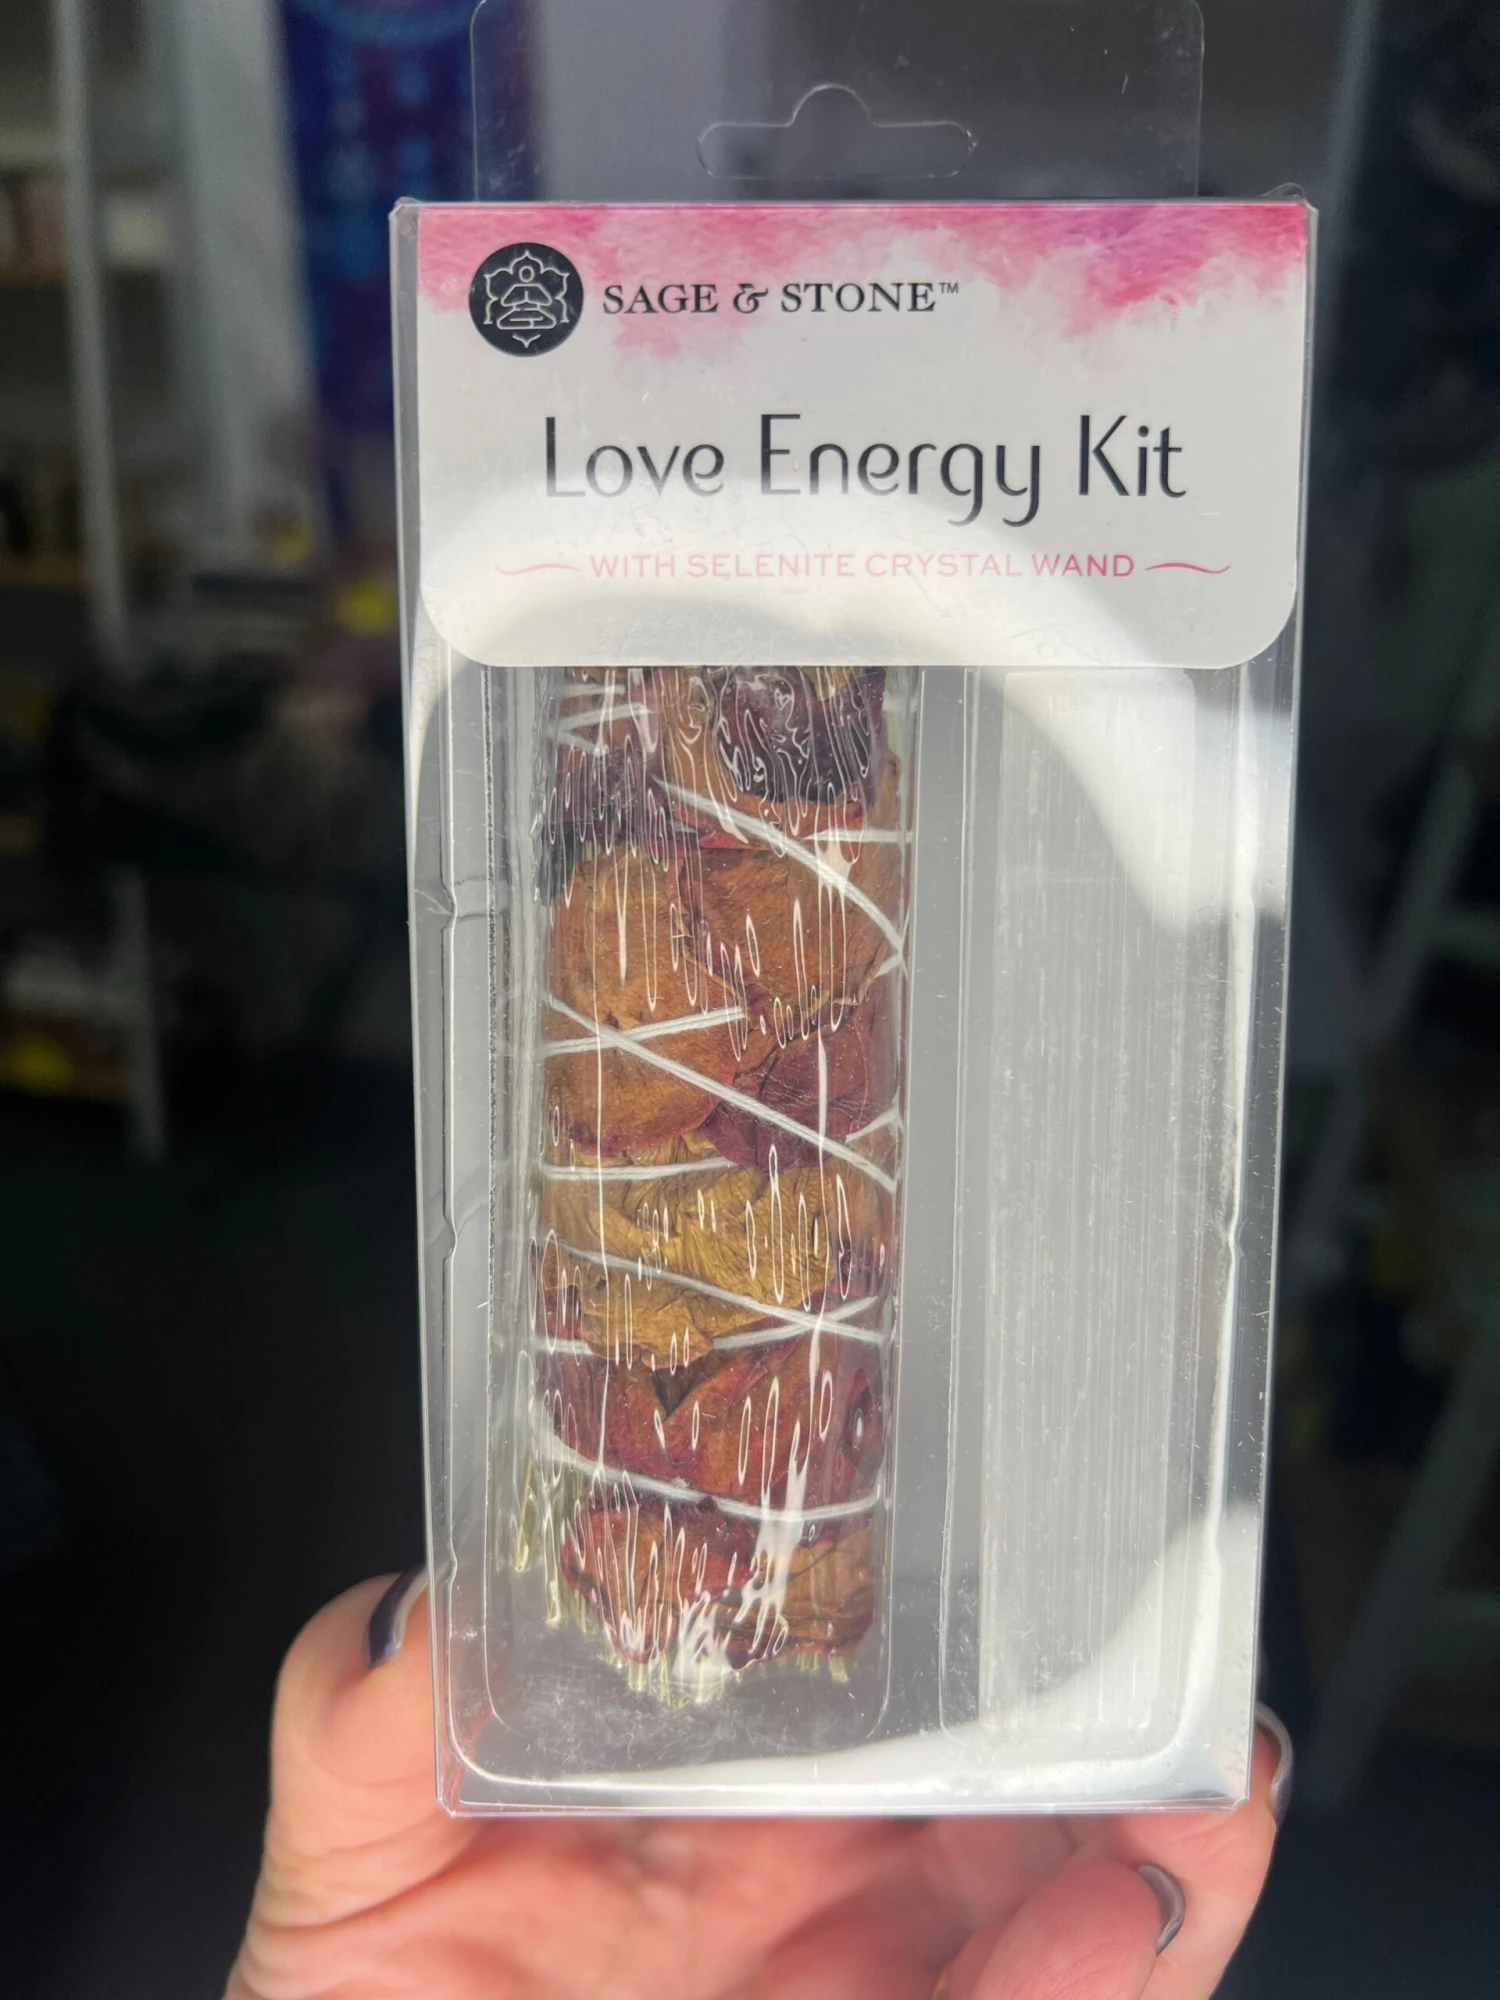 SAGE & STONE™
Love Energy Kit
WITH SELENITE CRYSTAL WAND